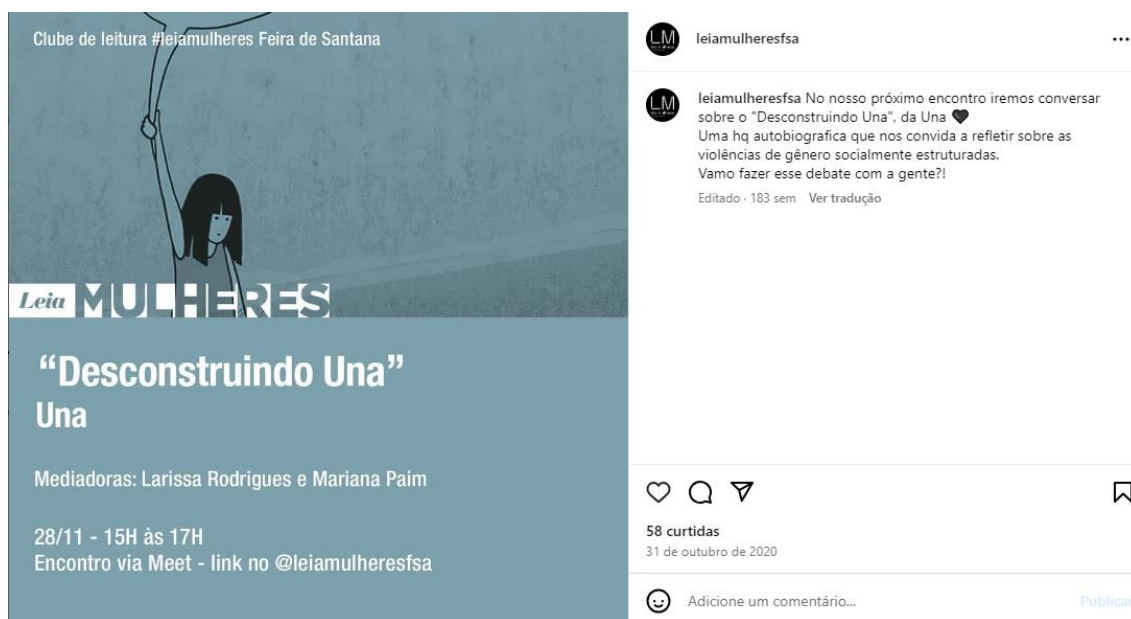 Clube de leitura #leiamulheres Feira de Santana
Leia MULHERES
“Desconstruindo Una”
Una
Mediadoras: Larissa Rodrigues e Mariana Paim
28/11 - 15H às 17H
Encontro via Meet - link no @leiamulheresfsa
LM
leiamulheresfsa
LM
leiamulheresfsa No nosso próximo encontro iremos conversar
sobre o "Desconstruindo Una", da Una 🖤
Uma hq autobiografica que nos convida a refletir sobre as
violências de gênero socialmente estruturadas.
Vamo fazer esse debate com a gente?!
Editado · 183 sem Ver tradução
58 curtidas
31 de outubro de 2020
Adicione um comentário...
Publicar